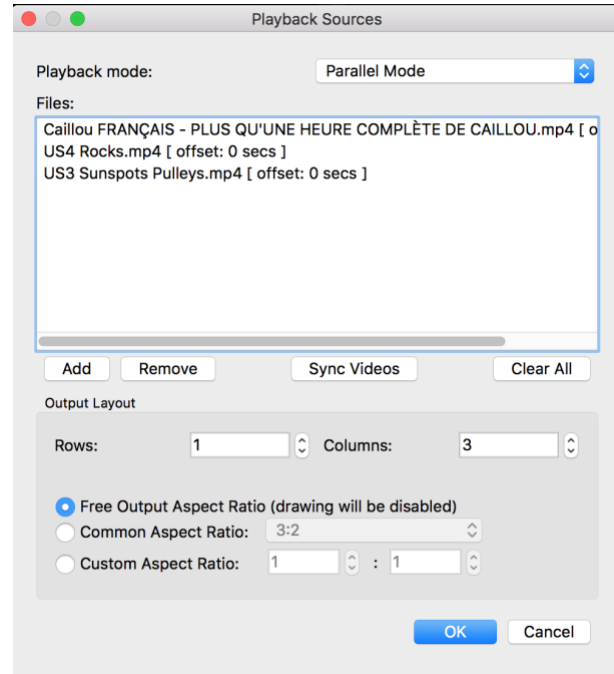 Playback Sources
Playback mode: Parallel Mode
Files:
Caillou FRANÇAIS - PLUS QU'UNE HEURE COMPLÈTE DE CAILLOU.mp4 [ o
US4 Rocks.mp4 [ offset: 0 secs ]
US3 Sunspots Pulleys.mp4 [ offset: 0 secs ]
Add Remove Sync Videos Clear All
Output Layout
Rows: 1 Columns: 3
Free Output Aspect Ratio (drawing will be disabled)
Common Aspect Ratio: 3:2
Custom Aspect Ratio: 1 : 1
OK Cancel